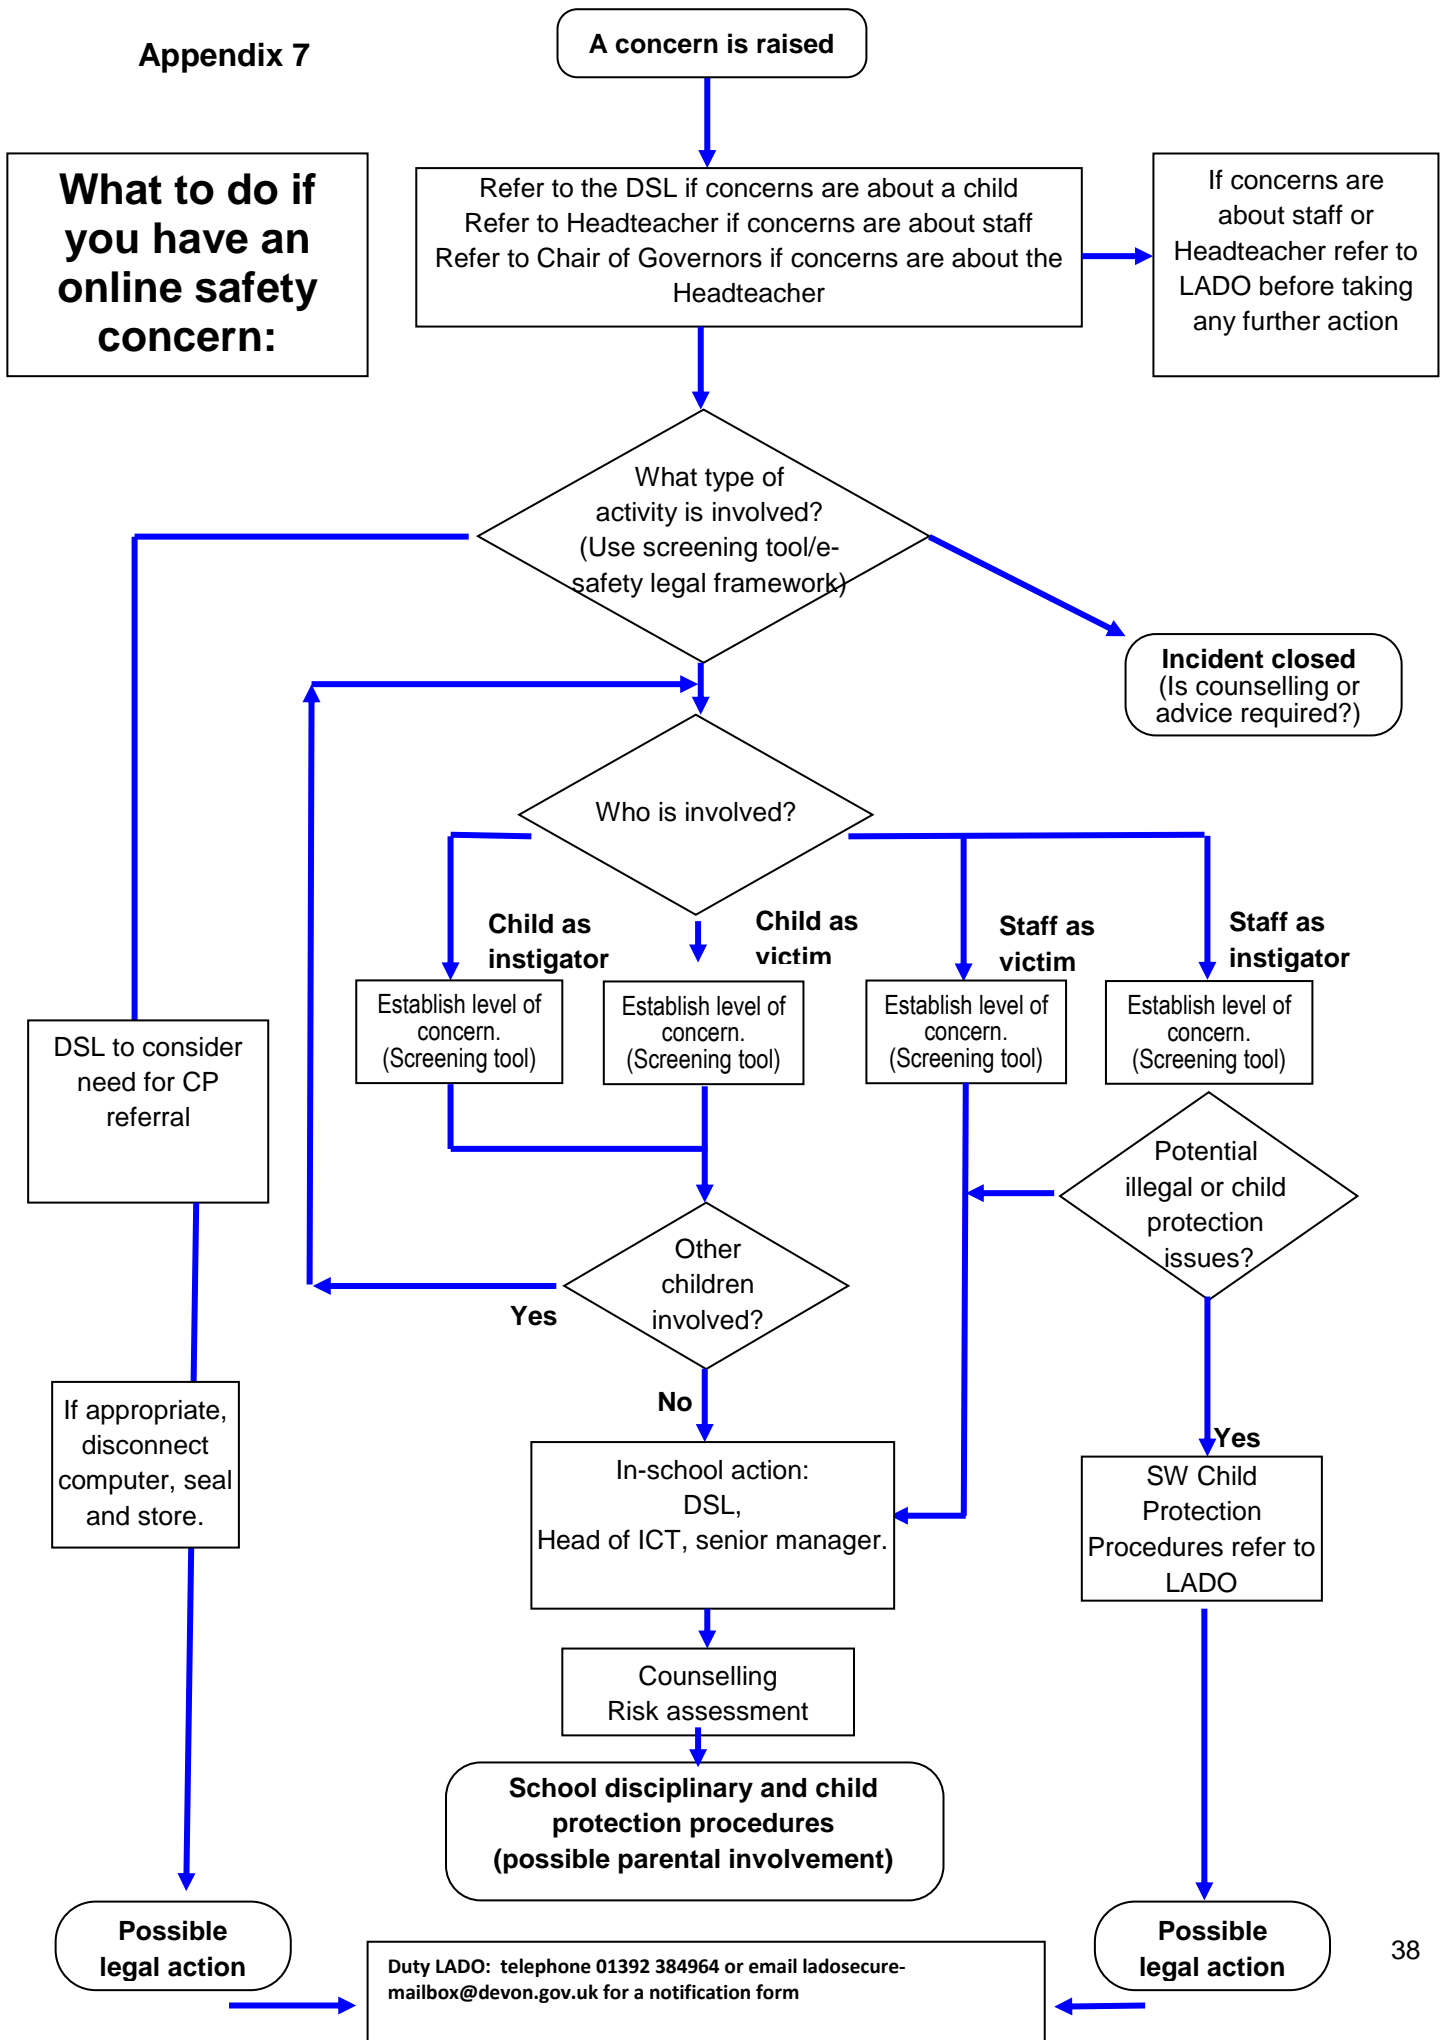 Appendix 7
A concern is raised
What to do if
you have an
online safety
concern:
Refer to the DSL if concerns are about a child
Refer to Headteacher if concerns are about staff
Refer to Chair of Governors if concerns are about the
Headteacher
If concerns are
about staff or
Headteacher refer to
LADO before taking
any further action
What type of
activity is involved?
(Use screening tool/e-
safety legal framework)
Incident closed
(Is counselling or
advice required?)
Who is involved?
Child as
instigator
Child as
victim
Staff as
victim
Staff as
instigator
Establish level of
concern.
(Screening tool)
Establish level of
concern.
(Screening tool)
Establish level of
concern.
(Screening tool)
Establish level of
concern.
(Screening tool)
DSL to consider
need for CP
referral
Potential
illegal or child
protection
issues?
Other
children
involved?
Yes
No
If appropriate,
disconnect
computer, seal
and store.
In-school action:
DSL,
Head of ICT, senior manager.
Yes
SW Child
Protection
Procedures refer to
LADO
Counselling
Risk assessment
School disciplinary and child
protection procedures
(possible parental involvement)
Possible
legal action
Possible
legal action
Duty LADO:  telephone 01392 384964 or email ladosecure-
mailbox@devon.gov.uk for a notification form
38